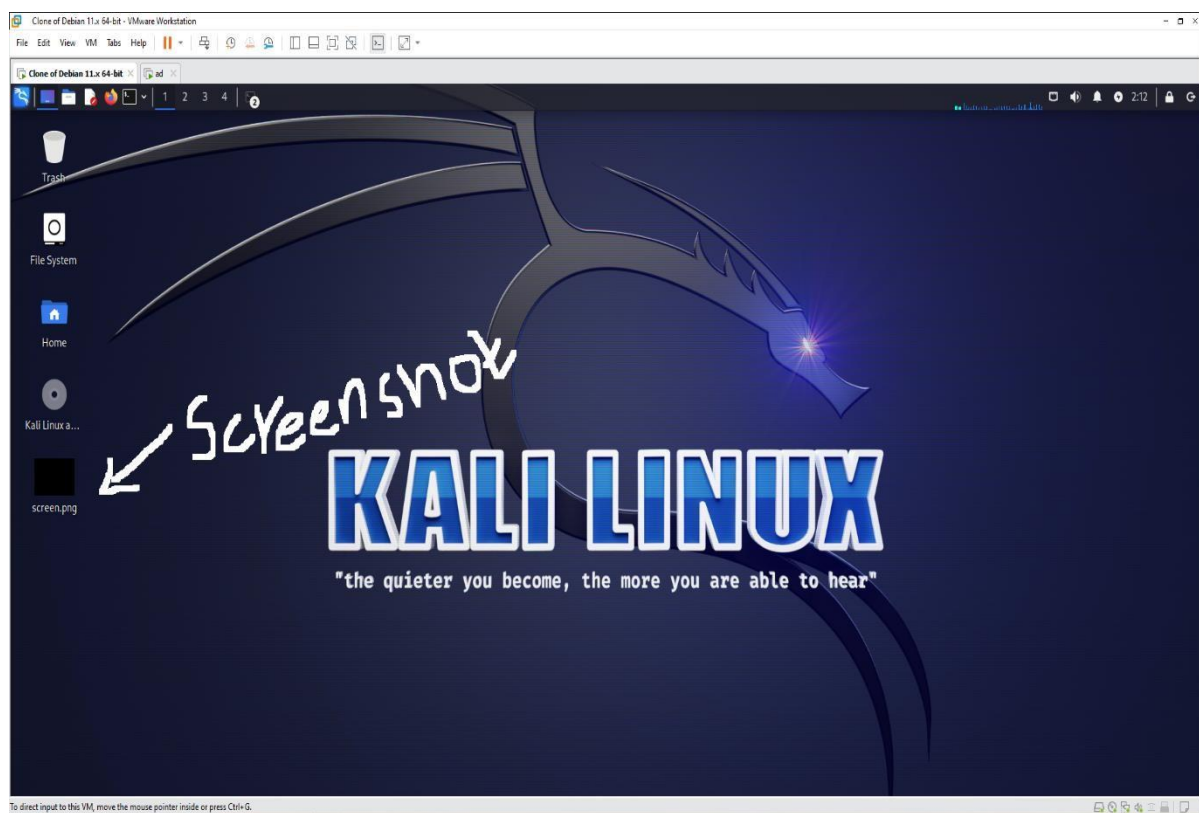 Clone of Debian 11.x 64-bit - VMware Workstation
File Edit View VM Tabs Help
Clone of Debian 11.x 64-bit ad
1 2 3 4 2 2:12
Trash
File System
Home
Kali Linux a...
Screenshot
screen.png
KALI LINUX
"the quieter you become, the more you are able to hear"
To direct input to this VM, move the mouse pointer inside or press Ctrl+G.